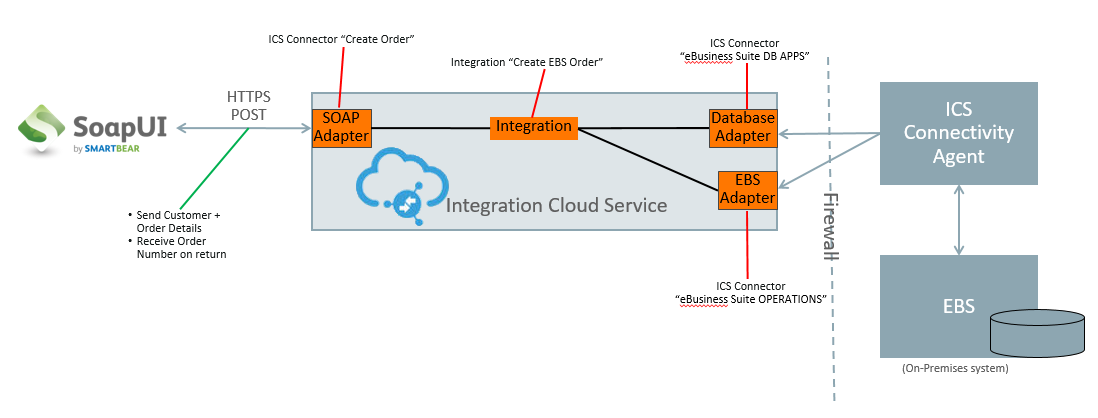 ICS Connector “Create Order”
Integration “Create EBS Order”
ICS Connector
“eBusiness Suite DB APPS”
HTTPS
POST
SoapUI
by SMARTBEAR
SOAP
Adapter
Integration
Database
Adapter
EBS
Adapter
Integration Cloud Service
ICS
Connectivity
Agent
Firewall
• Send Customer +
Order Details
• Receive Order
Number on return
ICS Connector
“eBusiness Suite OPERATIONS”
EBS
(On-Premises system)